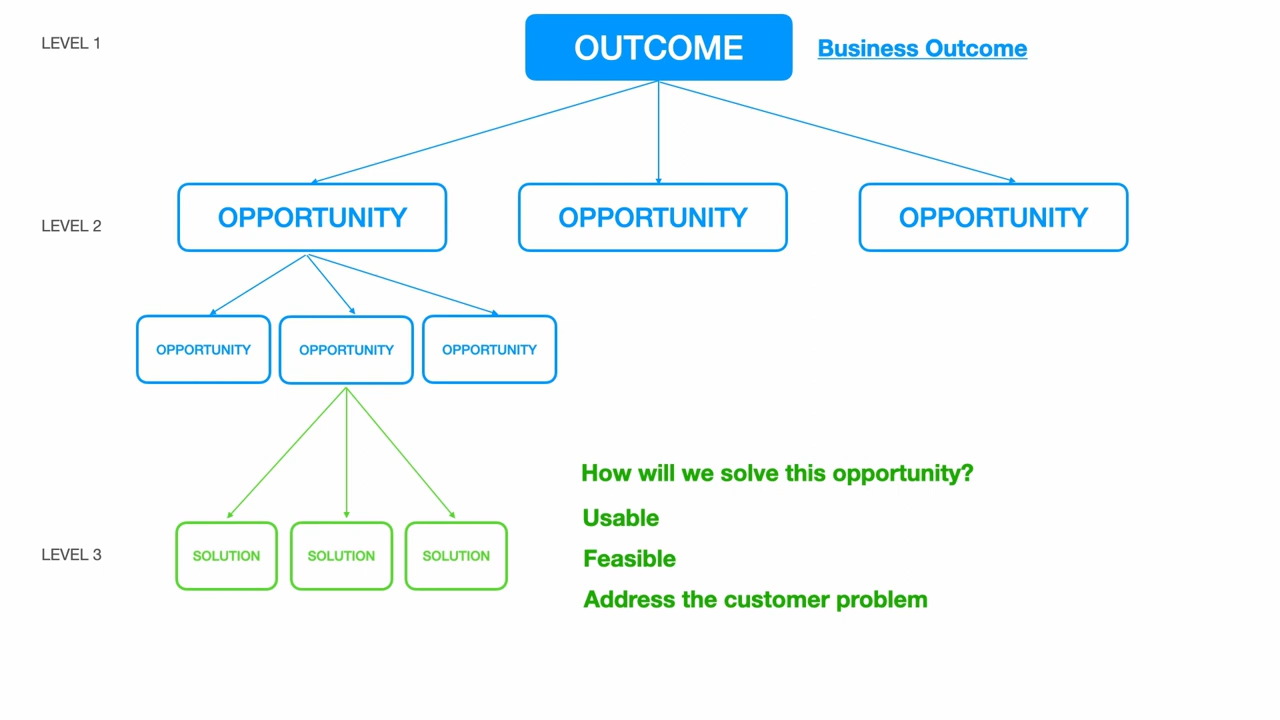 LEVEL 1
OUTCOME
Business Outcome
LEVEL 2
OPPORTUNITY
OPPORTUNITY
OPPORTUNITY
OPPORTUNITY
OPPORTUNITY
OPPORTUNITY
How will we solve this opportunity?
Usable
Feasible
Address the customer problem
LEVEL 3
SOLUTION
SOLUTION
SOLUTION